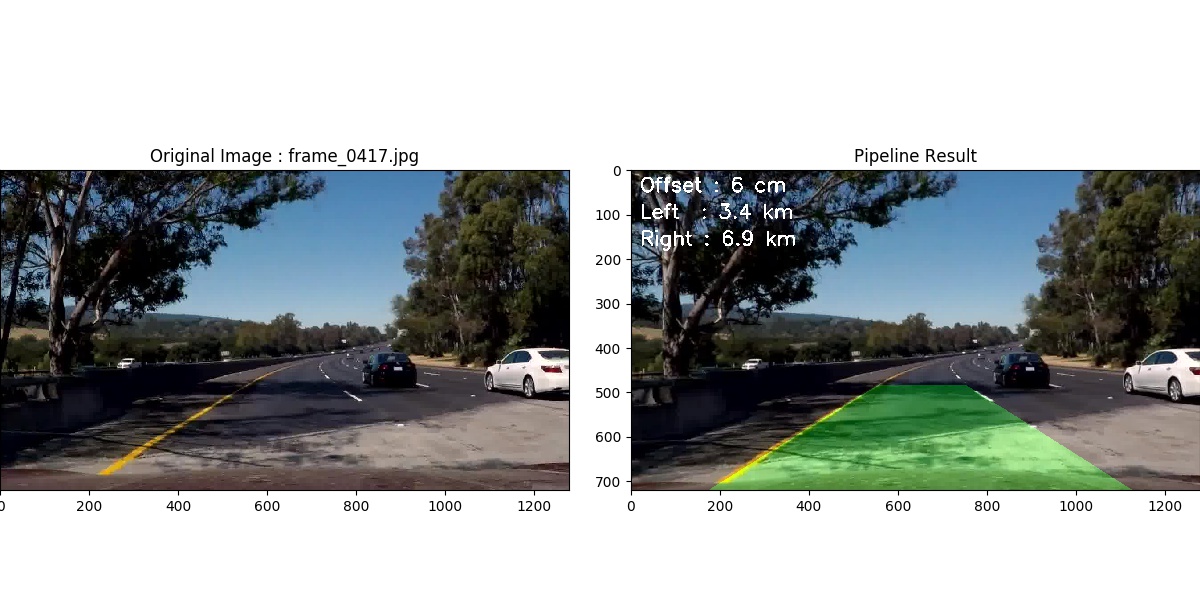 Original Image : frame_0417.jpg
Pipeline Result
Offset : 6 cm
Left : 3.4 km
Right : 6.9 km
0
100
200
300
400
500
600
700
0 200 400 600 800 1000 1200
0 200 400 600 800 1000 1200